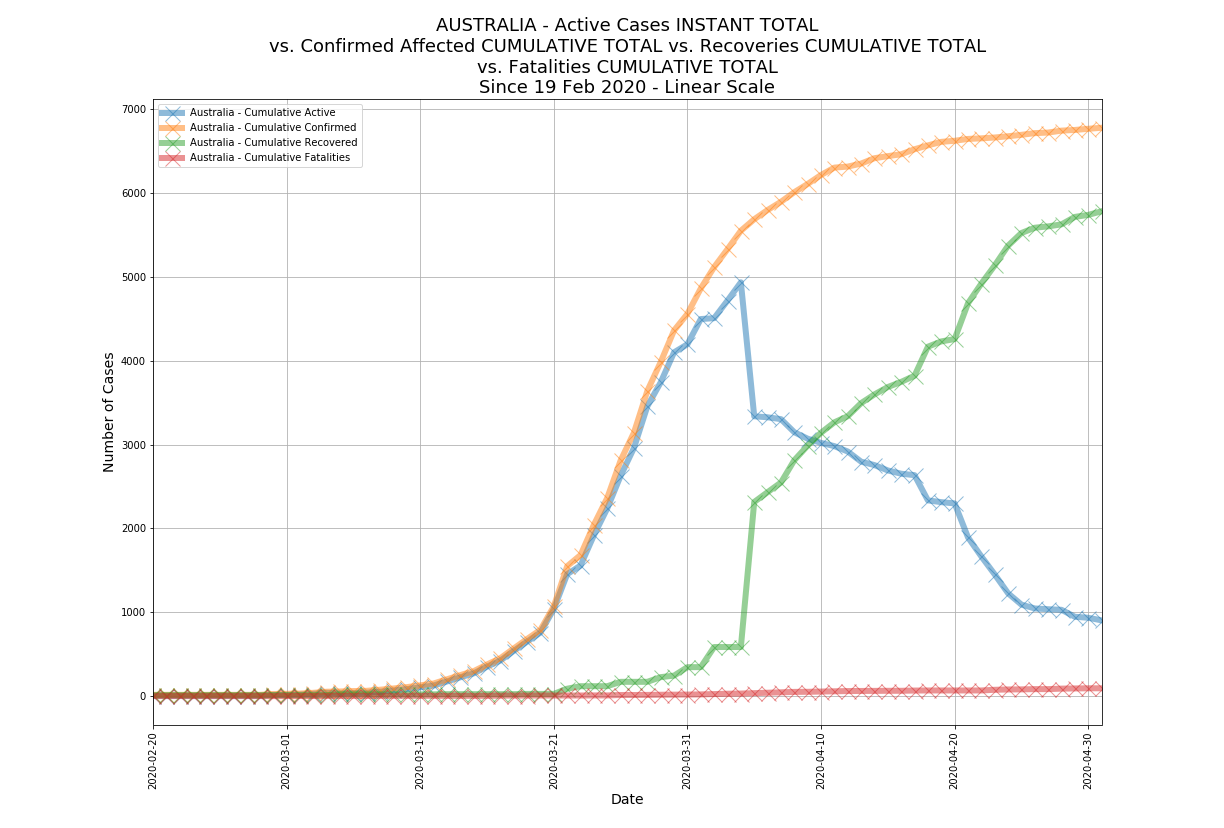 AUSTRALIA - Active Cases INSTANT TOTAL
vs. Confirmed Affected CUMULATIVE TOTAL vs. Recoveries CUMULATIVE TOTAL
vs. Fatalities CUMULATIVE TOTAL
Since 19 Feb 2020 - Linear Scale
Australia - Cumulative Active
Australia - Cumulative Confirmed
Australia - Cumulative Recovered
Australia - Cumulative Fatalities
Number of Cases
7000
6000
5000
4000
3000
2000
1000
0
2020-02-20
2020-03-01
2020-03-11
2020-03-21
2020-03-31
2020-04-10
2020-04-20
2020-04-30
Date